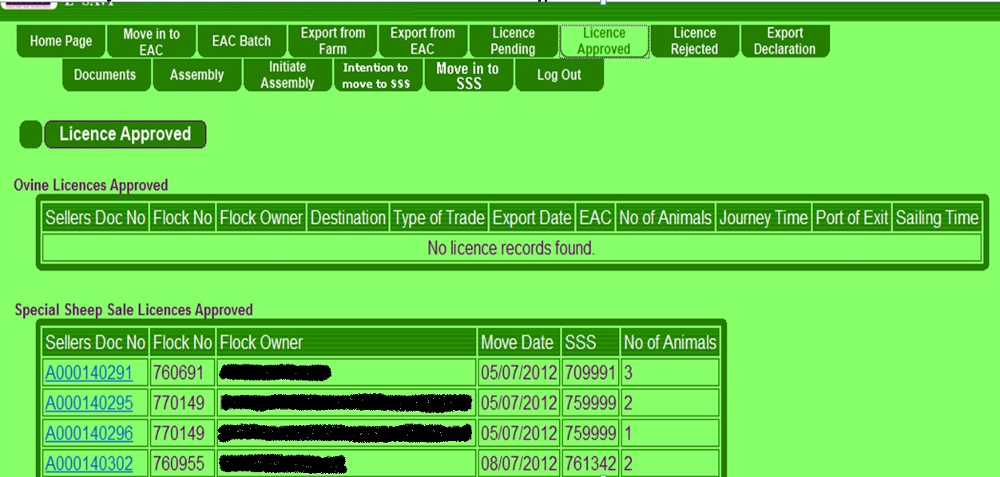 Home Page Move in to EAC EAC Batch Export from Farm Export from EAC Licence Pending Licence Approved Licence Rejected Export Declaration
Documents Assembly Initiate Assembly Intention to move to SSS Move in to SSS Log Out
Licence Approved
Ovine Licences Approved
Sellers Doc No Flock No Flock Owner Destination Type of Trade Export Date EAC No of Animals Journey Time Port of Exit Sailing Time
No licence records found.
Special Sheep Sale Licences Approved
Sellers Doc No Flock No Flock Owner Move Date SSS No of Animals
A000140291 760691 05/07/2012 709991 3
A000140295 770149 05/07/2012 759999 2
A000140296 770149 05/07/2012 759999 1
A000140302 760955 08/07/2012 761342 2